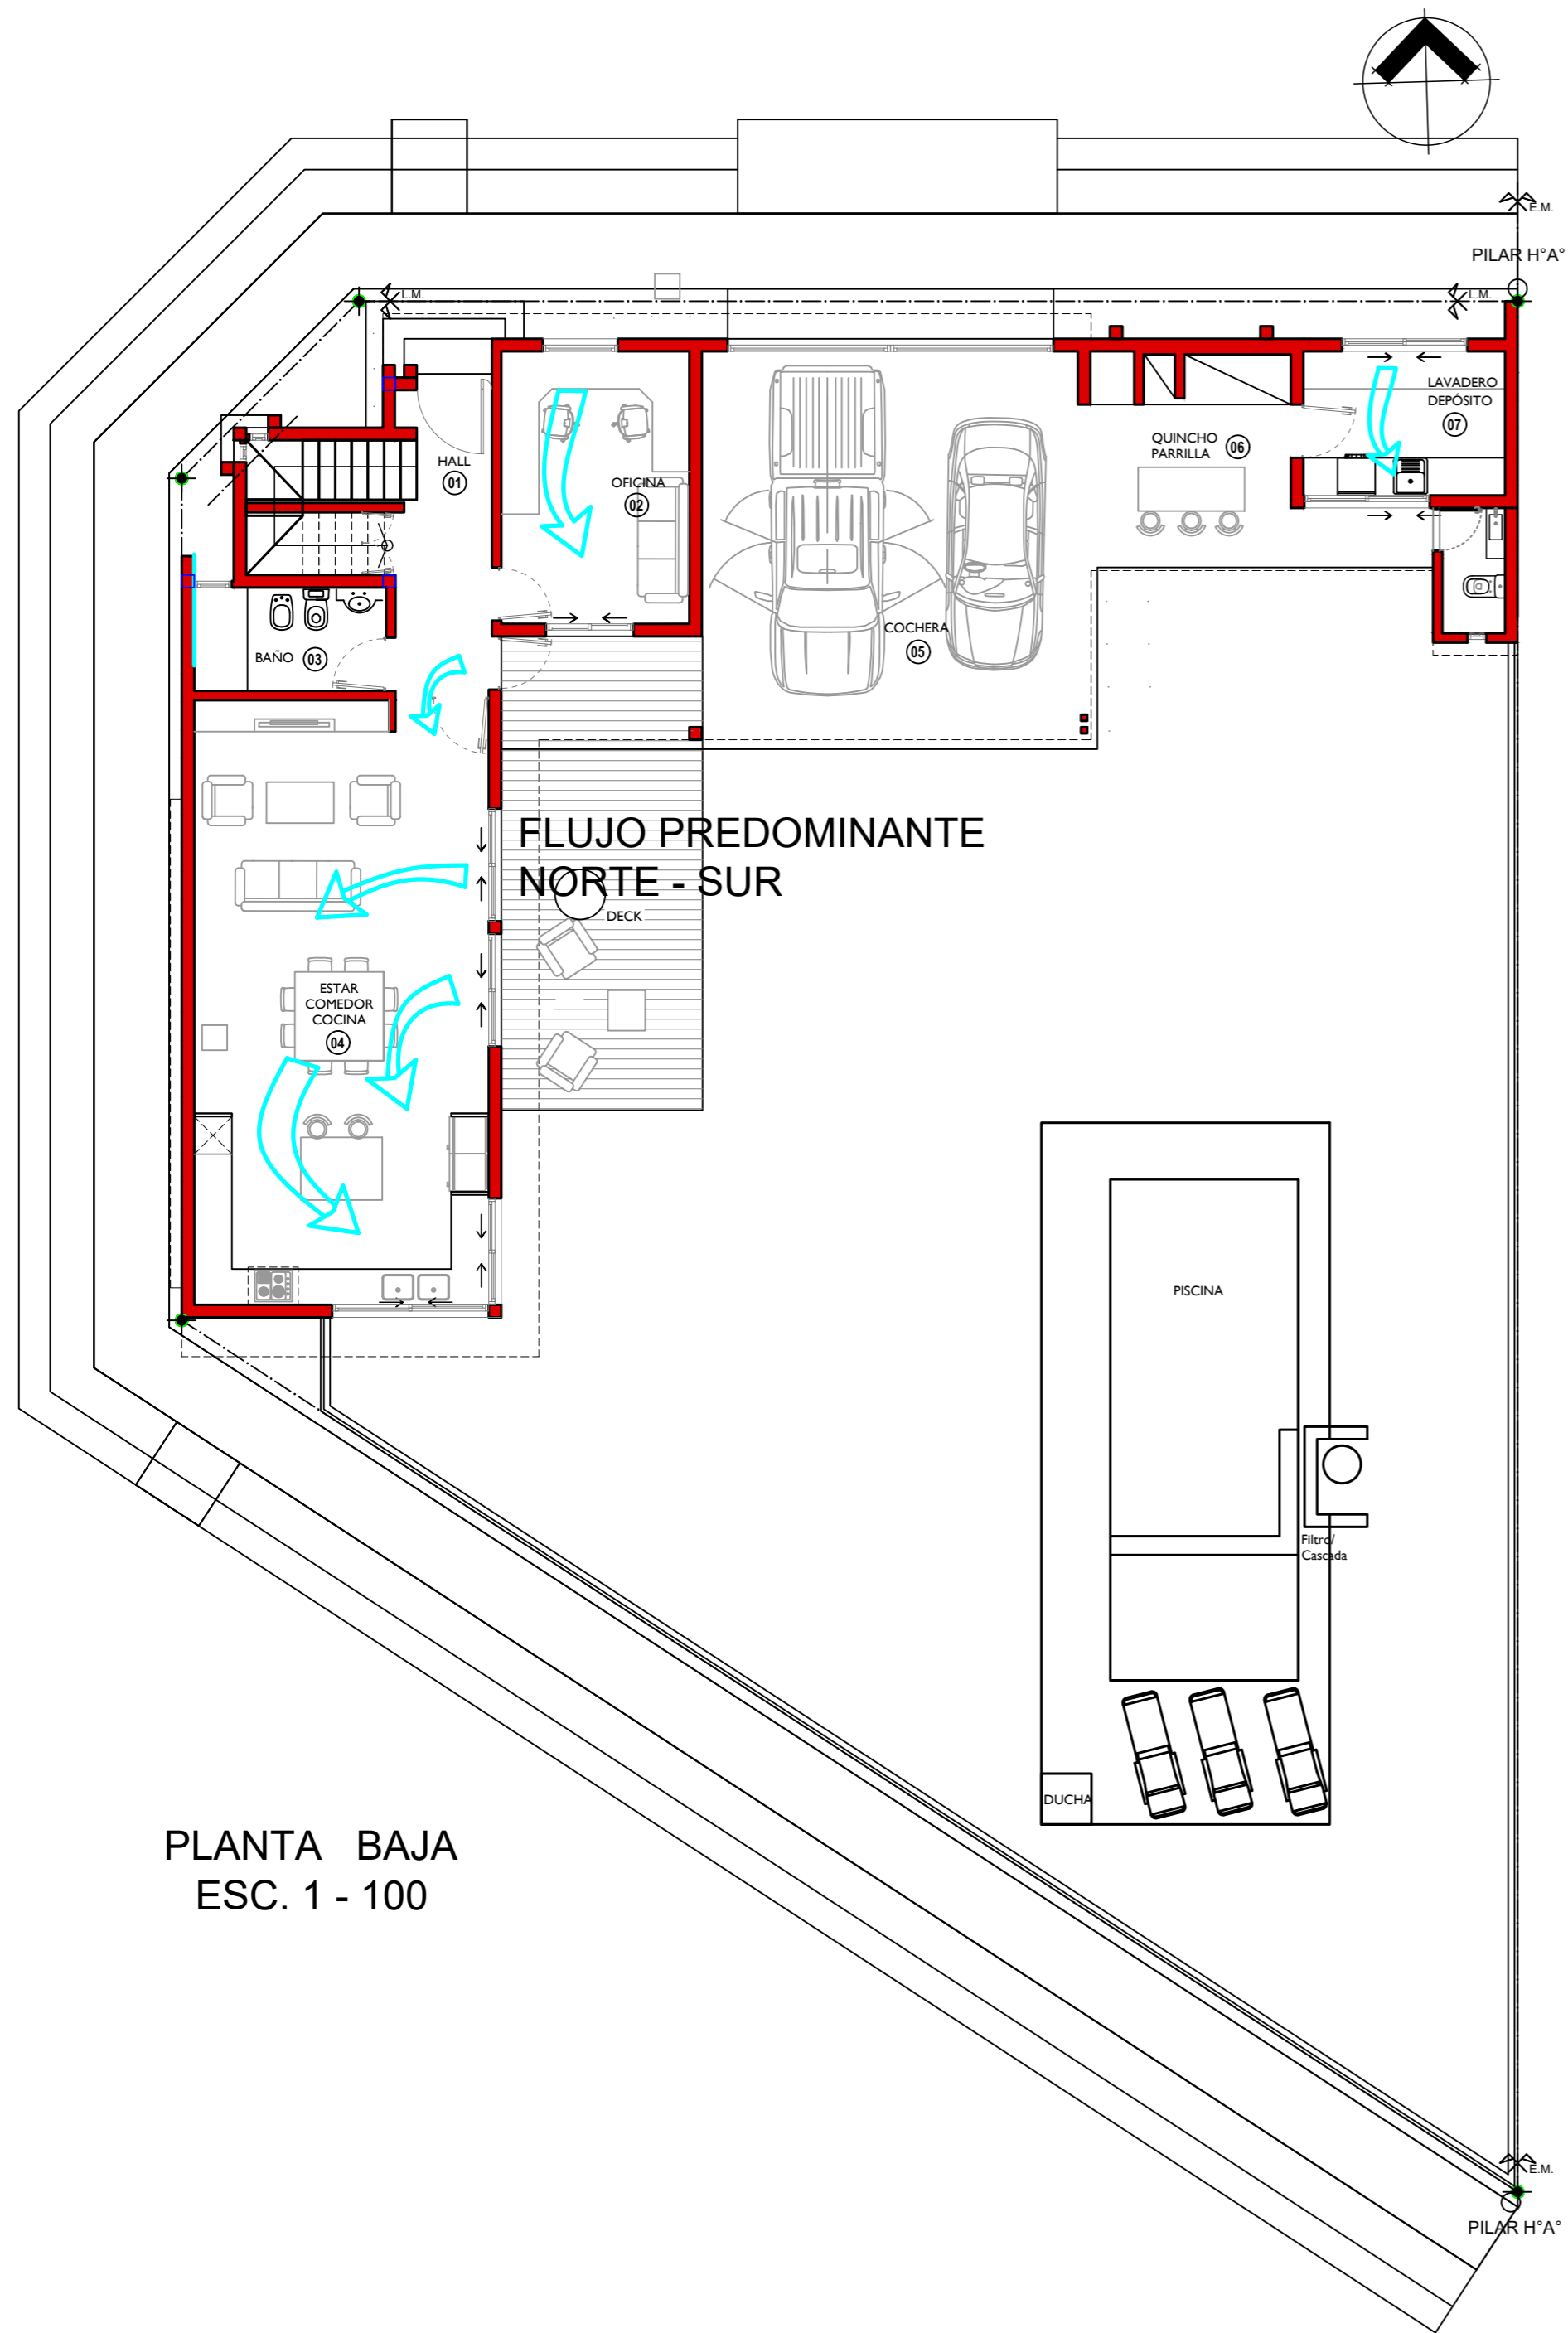 E.M.
PILAR H°A°
L.M.
L.M.
LAVADERO
DEPÓSITO
07
QUINCHO
PARRILLA
06
HALL
01
OFICINA
02
COCHERA
05
BAÑO
03
FLUJO PREDOMINANTE
NORTE - SUR
DECK
ESTAR
COMEDOR
COCINA
04
PISCINA
Filtro/
Cascada
DUCHA
PLANTA BAJA
ESC. 1 - 100
E.M.
PILAR H°A°